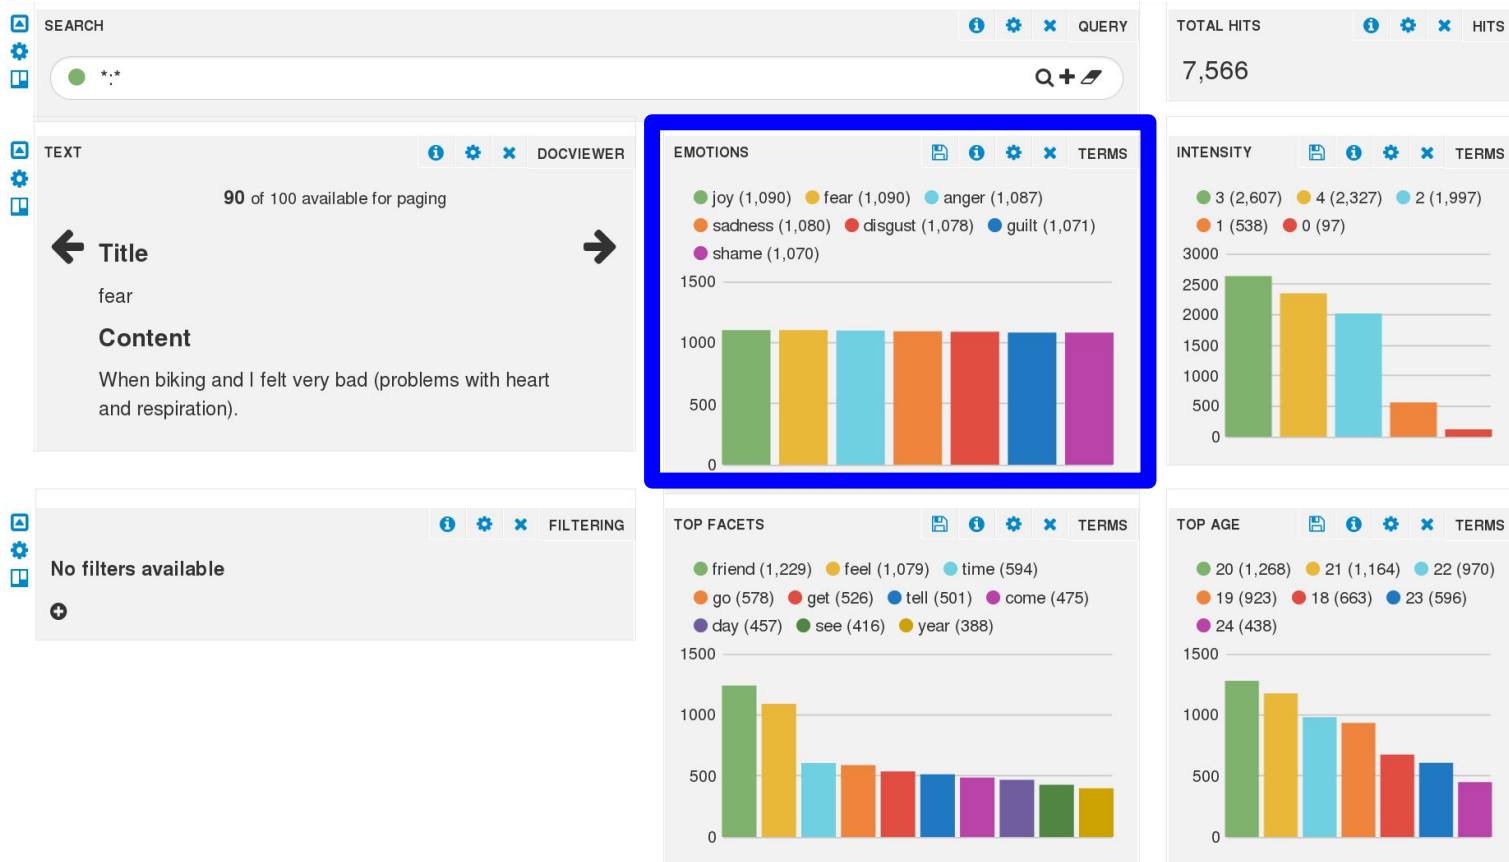 SEARCH
QUERY
*:*
TOTAL HITS
HITS
7,566
TEXT
DOCVIEWER
90 of 100 available for paging
Title
fear
Content
When biking and I felt very bad (problems with heart
and respiration).
EMOTIONS
TERMS
joy (1,090) fear (1,090) anger (1,087)
sadness (1,080) disgust (1,078) guilt (1,071)
shame (1,070)
1500
1000
500
0
INTENSITY
TERMS
3 (2,607) 4 (2,327) 2 (1,997)
1 (538) 0 (97)
3000
2500
2000
1500
1000
500
0
FILTERING
No filters available
TOP FACETS
TERMS
friend (1,229) feel (1,079) time (594)
go (578) get (526) tell (501) come (475)
day (457) see (416) year (388)
1500
1000
500
0
TOP AGE
TERMS
20 (1,268) 21 (1,164) 22 (970)
19 (923) 18 (663) 23 (596)
24 (438)
1500
1000
500
0